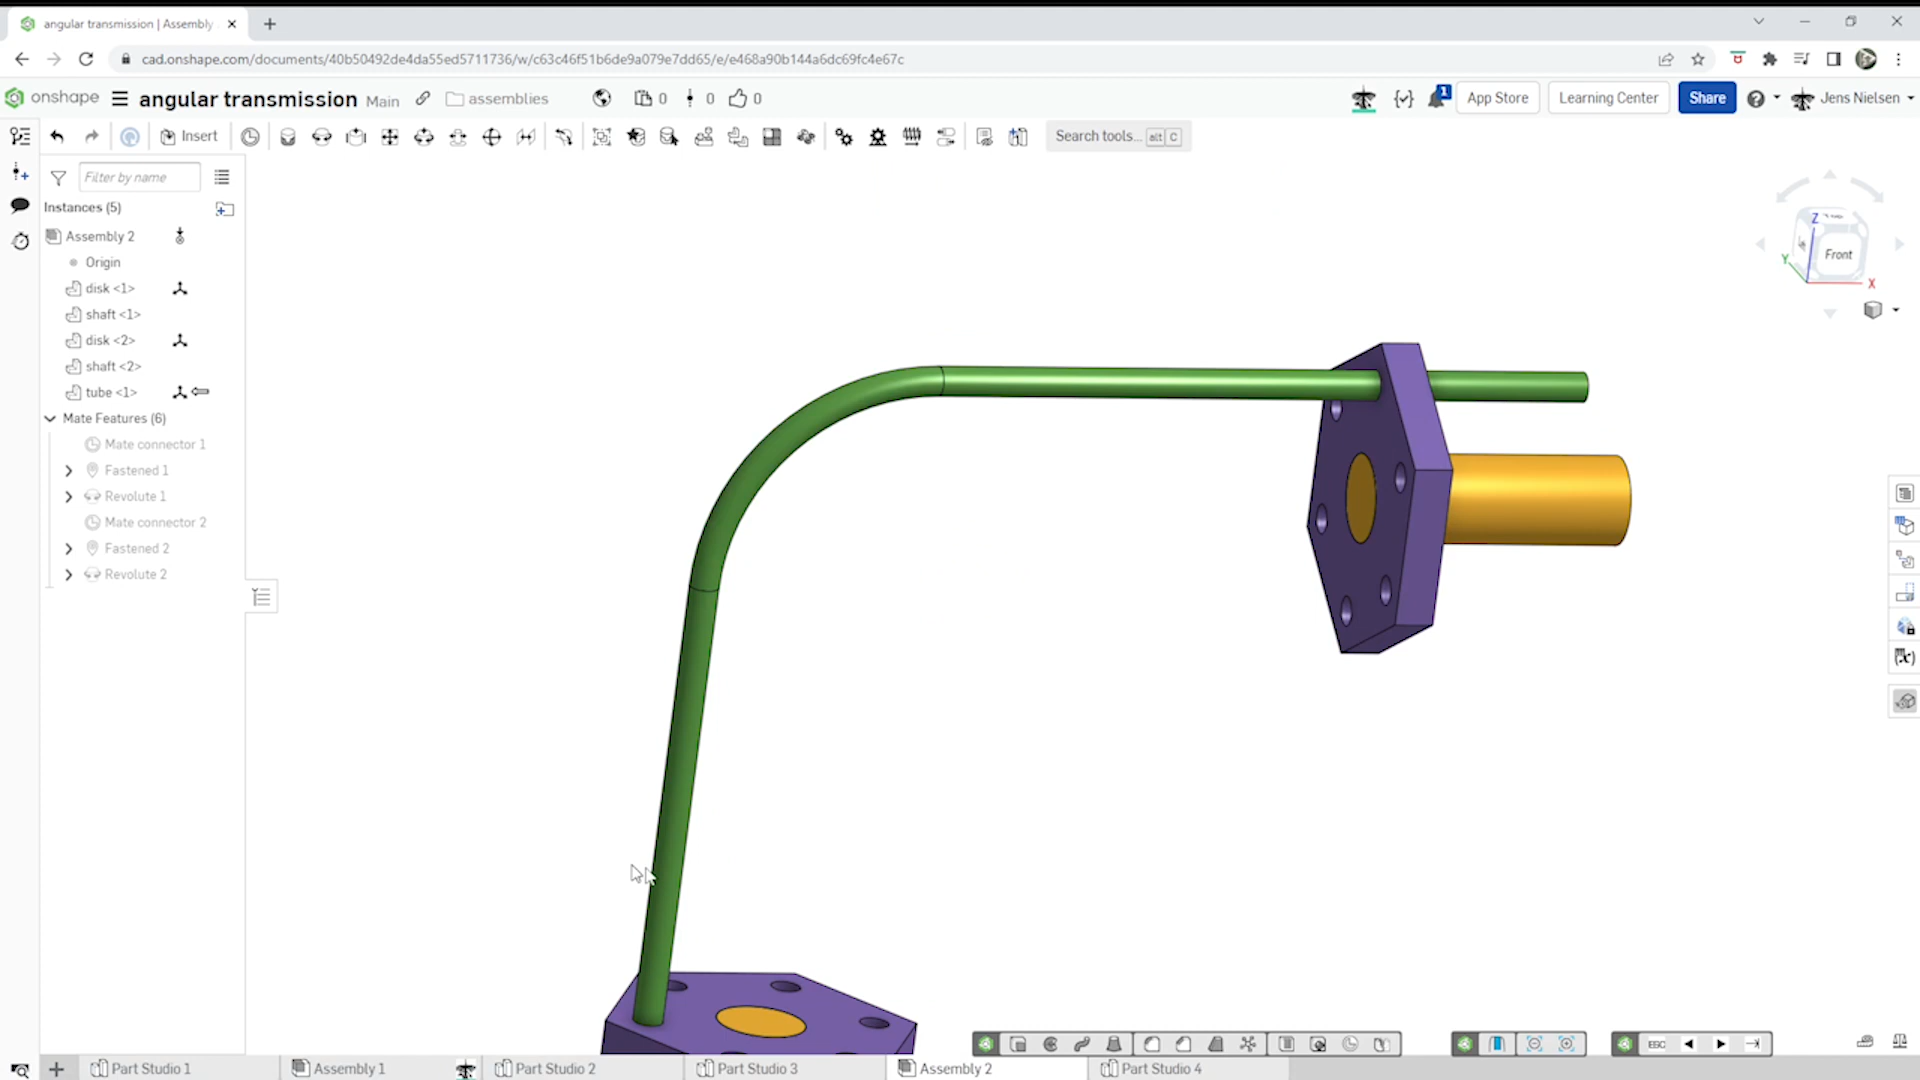 angular transmission | Assembly
cad.onshape.com/documents/40b50492de4da55ed5711736/w/c63c46f51b6de9a079e7dd65/e/e468a90b144a6dc69fc4e67c
onshape angular transmission Main assemblies 0 0 0 1 App Store Learning Center Share Jens Nielsen
Insert Search tools... alt C
Filter by name
Instances (5)
Assembly 2
Origin
disk <1>
shaft <1>
disk <2>
shaft <2>
tube <1>
Mate Features (6)
Mate connector 1
Fastened 1
Revolute 1
Mate connector 2
Fastened 2
Revolute 2
Z
Front
Y
X
(x)
ESC
Part Studio 1 Assembly 1 Part Studio 2 Part Studio 3 Assembly 2 Part Studio 4